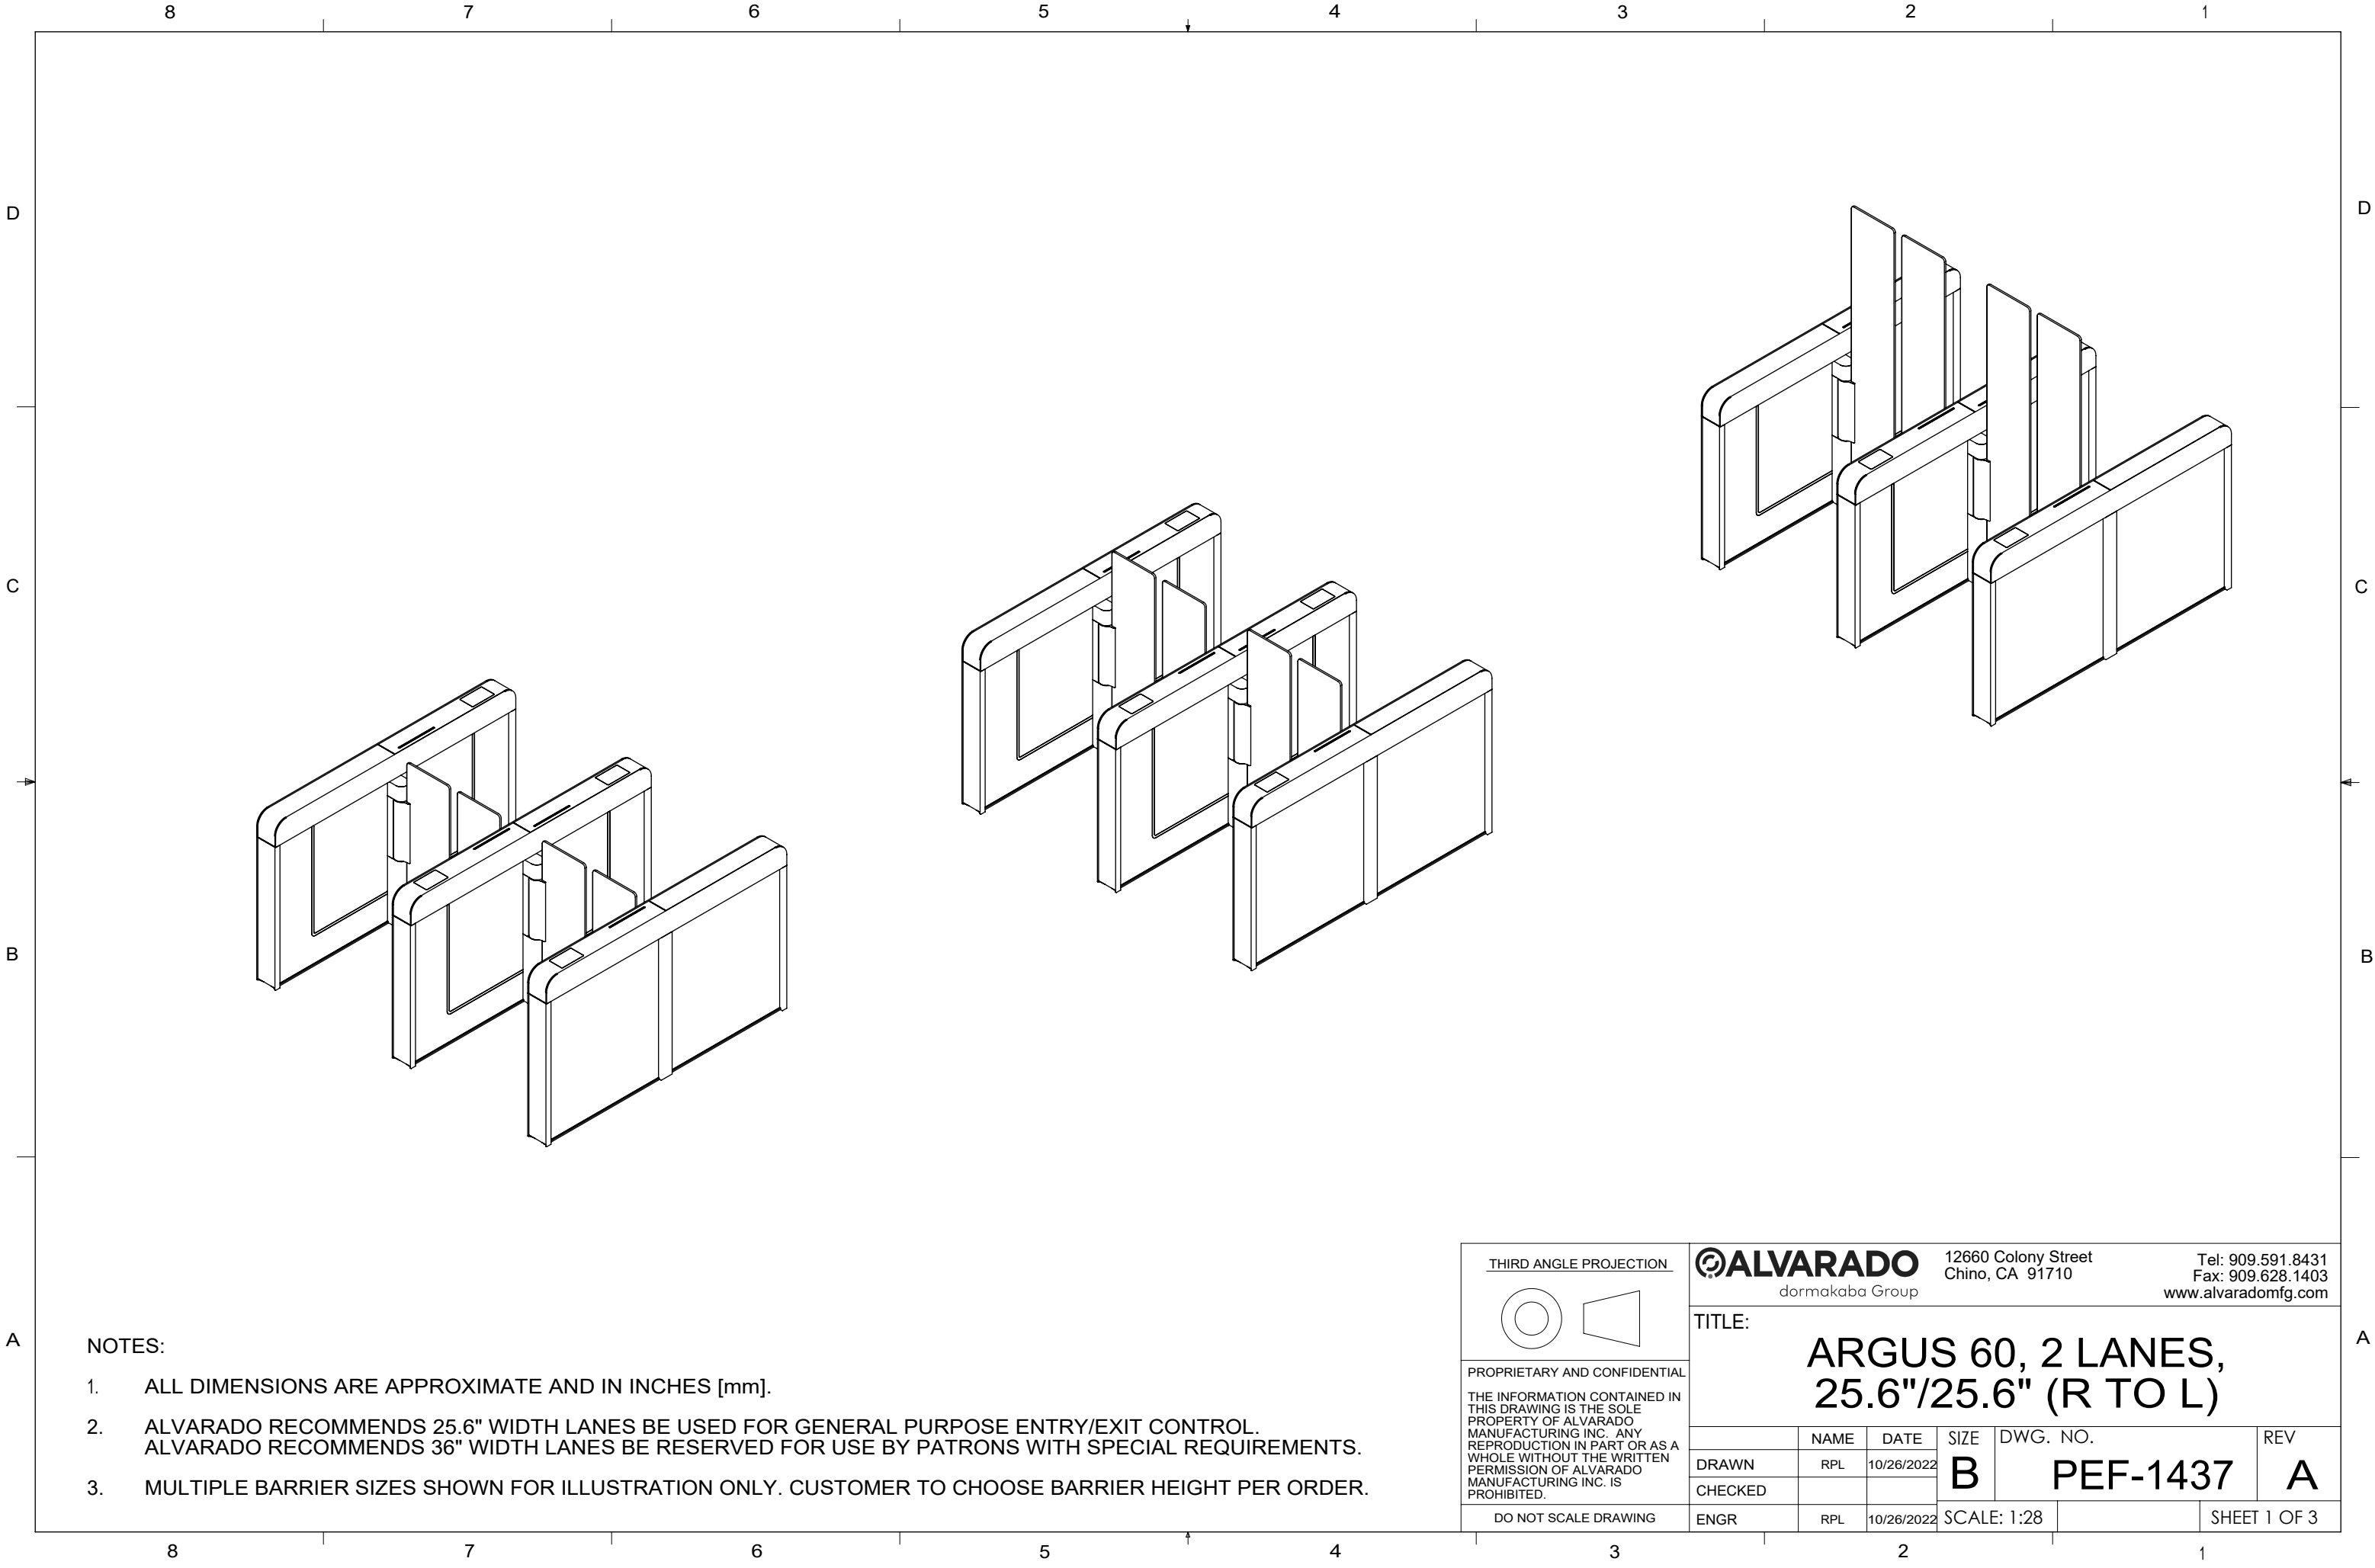 8 7 6 5 4 3 2 1
D D
C C
B B
A A
NOTES:
1. ALL DIMENSIONS ARE APPROXIMATE AND IN INCHES [mm].
2. ALVARADO RECOMMENDS 25.6" WIDTH LANES BE USED FOR GENERAL PURPOSE ENTRY/EXIT CONTROL.
ALVARADO RECOMMENDS 36" WIDTH LANES BE RESERVED FOR USE BY PATRONS WITH SPECIAL REQUIREMENTS.
3. MULTIPLE BARRIER SIZES SHOWN FOR ILLUSTRATION ONLY. CUSTOMER TO CHOOSE BARRIER HEIGHT PER ORDER.
THIRD ANGLE PROJECTION
PROPRIETARY AND CONFIDENTIAL
THE INFORMATION CONTAINED IN
THIS DRAWING IS THE SOLE
PROPERTY OF ALVARADO
MANUFACTURING INC. ANY
REPRODUCTION IN PART OR AS A
WHOLE WITHOUT THE WRITTEN
PERMISSION OF ALVARADO
MANUFACTURING INC. IS
PROHIBITED.
DO NOT SCALE DRAWING
ALVARADO
dormakaba Group
12660 Colony Street
Chino, CA 91710
Tel: 909.591.8431
Fax: 909.628.1403
www.alvaradomfg.com
TITLE:
ARGUS 60, 2 LANES,
25.6"/25.6" (R TO L)
NAME DATE
DRAWN RPL 10/26/2022
CHECKED
ENGR RPL 10/26/2022
SIZE
B
DWG. NO.
PEF-1437
REV
A
SCALE: 1:28
SHEET 1 OF 3
8 7 6 5 4 3 2 1